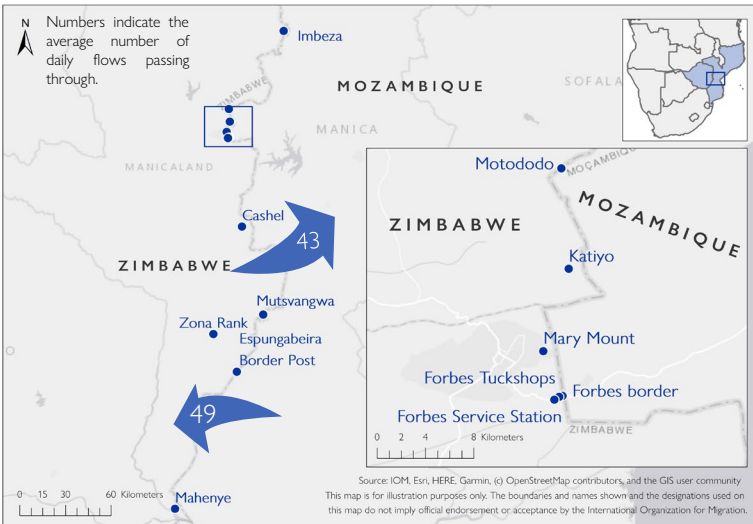 N
Numbers indicate the
average number of
daily flows passing
through.
Imbeza
MOZAMBIQUE
SOFALA
ZIMBABWE
MANICA
MANICALAND
Cashel
43
ZIMBABWE
Mutsvangwa
Zona Rank
Espungabeira
Border Post
49
Mahenye
0 15 30 60 Kilometers
Motododo
MOÇAMBIQUE
ZIMBABWE
MOZAMBIQUE
Katiyo
Mary Mount
Forbes Tuckshops
Forbes border
Forbes Service Station
ZIMBABWE
0 2 4 8 Kilometers
Source: IOM, Esri, HERE, Garmin, (c) OpenStreetMap contributors, and the GIS user community
This map is for illustration purposes only. The boundaries and names shown and the designations used on
this map do not imply official endorsement or acceptance by the International Organization for Migration.